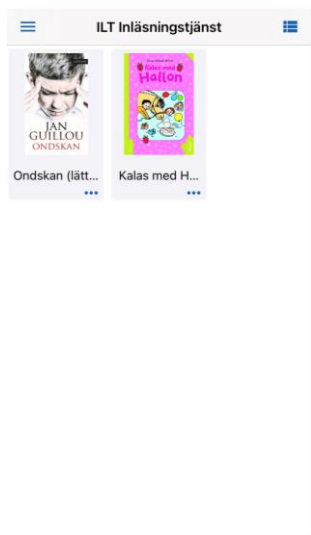 ILT Inläsningstjänst
JAN
GUILLOU
ONDSKAN
Kalas med
Hallon
Ondskan (lätt...
Kalas med H...